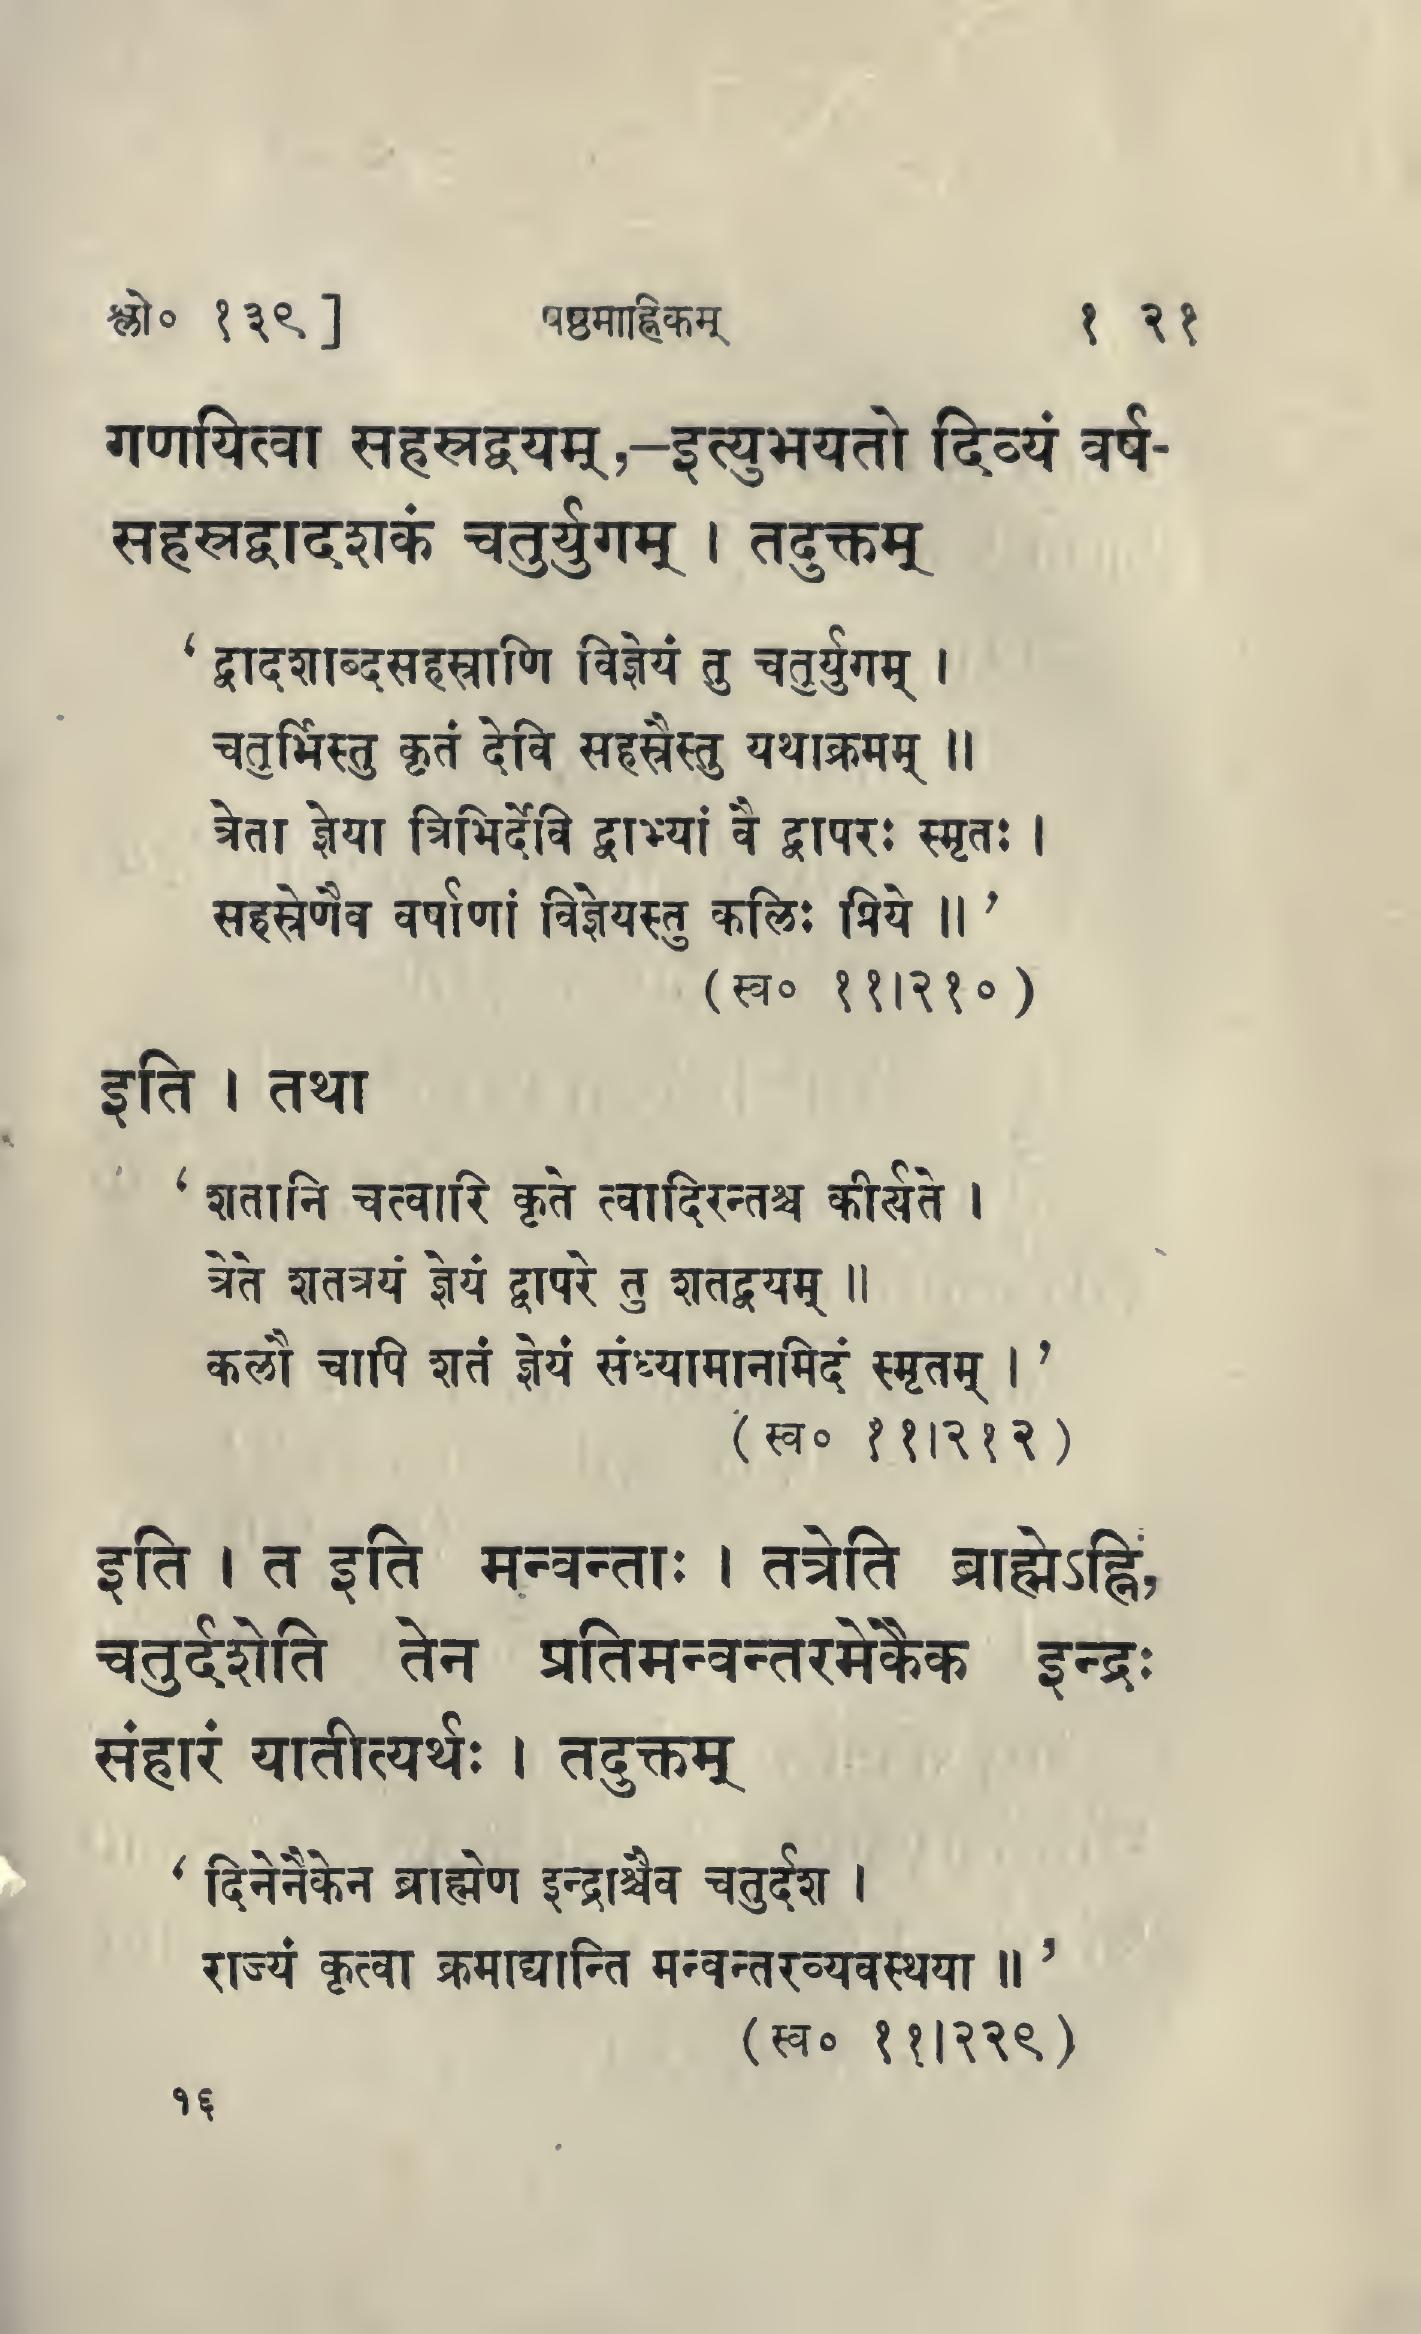 श्लो० १३९ ] षष्ठमाह्निकम् १ २१
गणयित्वा सहस्रद्वयम्,—इत्युभयतो दिव्यं वर्ष-
सहस्रद्वादशकं चतुर्युगम् । तदुक्तम्
‘ द्वादशाब्दसहस्राणि विज्ञेयं तु चतुर्युगम् ।
चतुर्भिस्तु कृतं देवि सहस्रैस्तु यथाक्रमम् ॥
त्रेता ज्ञेया त्रिभिर्देवि द्वाभ्यां वै द्वापरः स्मृतः ।
सहस्रेणैव वर्षाणां विज्ञेयस्तु कलिः प्रिये ॥ ’
( स्व० ११।२१० )
इति । तथा
‘ शतानि चत्वारि कृते त्वादिरन्तश्च कीर्त्यते ।
त्रेते शतत्रयं ज्ञेयं द्वापरे तु शतद्वयम् ॥
कलौ चापि शतं ज्ञेयं संध्यामानमिदं स्मृतम् । ’
( स्व० ११।२१२ )
इति । त इति मन्वन्ताः । तत्रेति ब्राह्मेऽह्नि,
चतुर्दशेति तेन प्रतिमन्वन्तरमेकैक इन्द्रः
संहारं यातीत्यर्थः । तदुक्तम्
‘ दिनेनैकेन ब्राह्मेण इन्द्राश्चैव चतुर्दश ।
राज्यं कृत्वा क्रमाद्यान्ति मन्वन्तरव्यवस्थया ॥ ’
( स्व० ११।२२९ )
१६